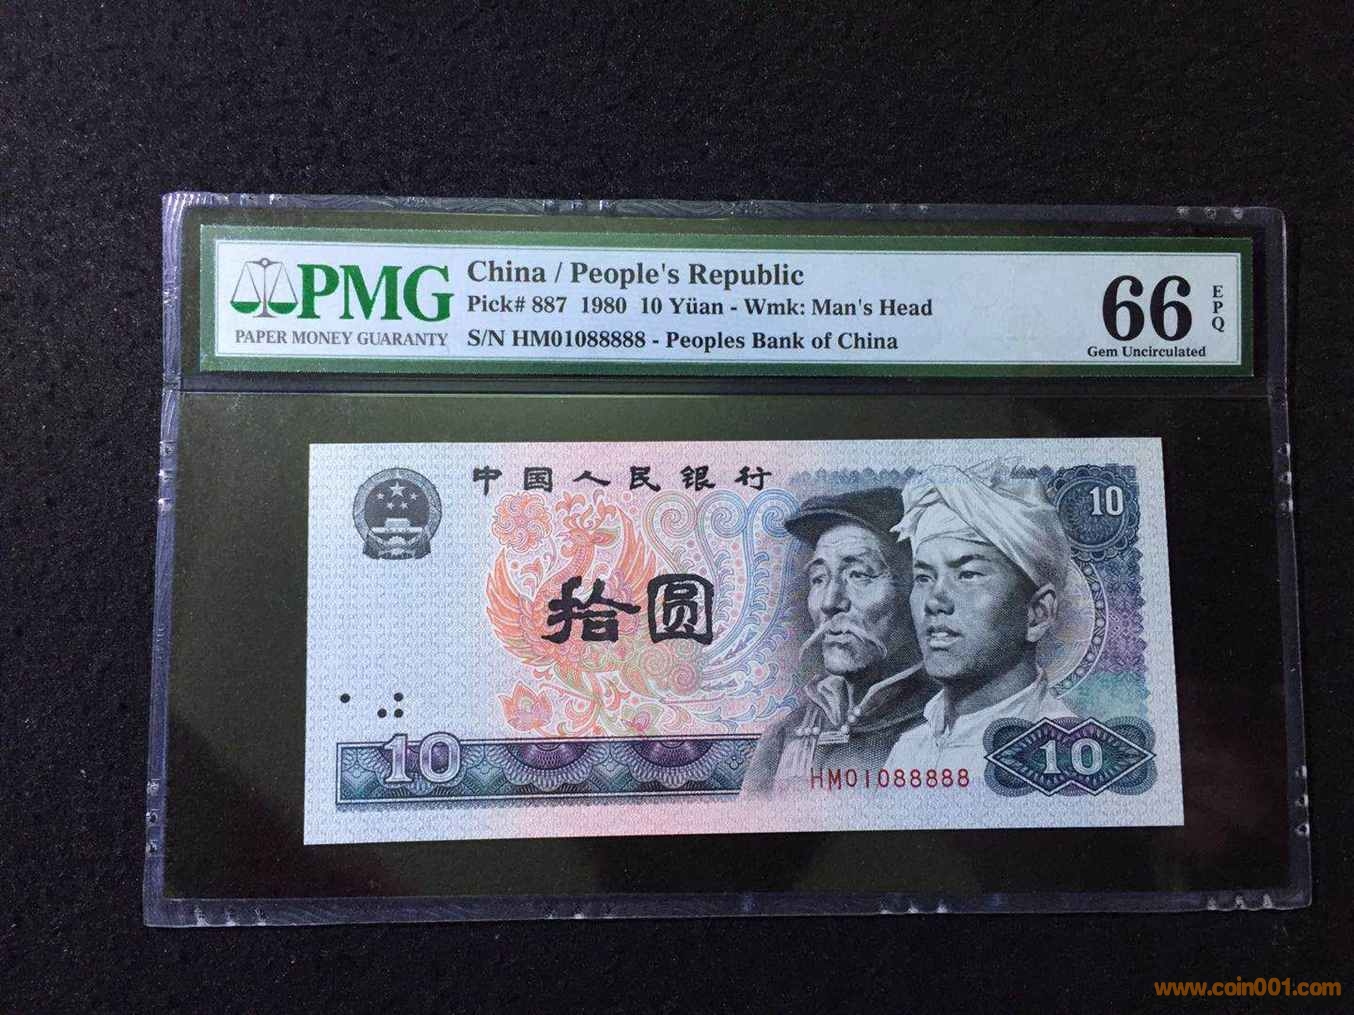 PMG
PAPER MONEY GUARANTY
China / People's Republic
Pick# 887 1980 10 Yüan - Wmk: Man's Head
S/N HM01088888 - Peoples Bank of China
66
EPQ
Gem Uncirculated
中国人民银行
10
拾圆
10
HM01088888
10
www.coin001.com